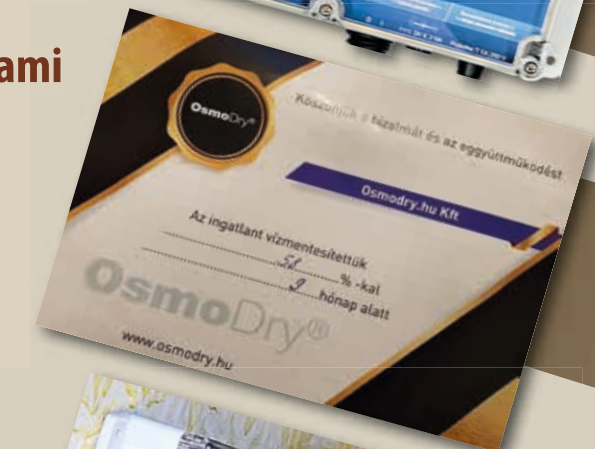 ami
OsmoDry®
Köszönjük a bizalmát és az együttműködést
Osmodry.hu Kft
Az ingatlant vízmentesítettük
58 % -kal
9 hónap alatt
OsmoDry®
www.osmodry.hu